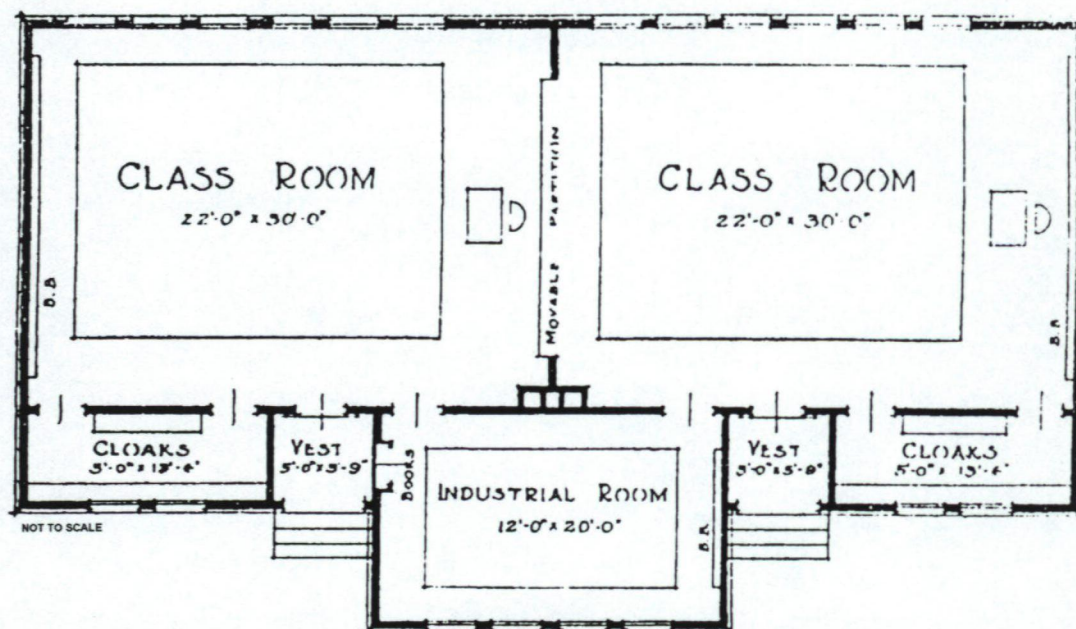 CLASS ROOM
22'-0" x 30'-0"
CLASS ROOM
22'-0" x 30'-0"
MOVABLE PARTITION
B.B
B.B.
CLOAKS
5'-0" x 13'-4"
VEST
5'-0" x 5'-9"
BOOKS
INDUSTRIAL ROOM
12'-0" x 20'-0"
B.B.
VEST
5'-0" x 5'-9"
CLOAKS
5'-0" x 13'-4"
NOT TO SCALE